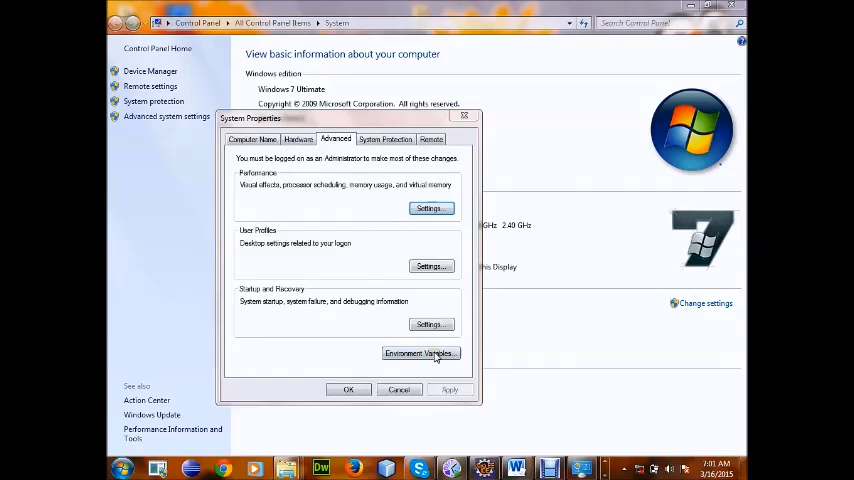 Control Panel
All Control Panel Items
System
Search Control Panel
Control Panel Home
Device Manager
Remote settings
System protection
Advanced system settings
View basic information about your computer
Windows edition
Windows 7 Ultimate
Copyright © 2009 Microsoft Corporation. All rights reserved.
System Properties
Computer Name
Hardware
Advanced
System Protection
Remote
You must be logged on as an Administrator to make most of these changes.
Performance
Visual effects, processor scheduling, memory usage, and virtual memory
Settings...
User Profiles
Desktop settings related to your logon
Settings...
Startup and Recovery
System startup, system failure, and debugging information
Settings...
Environment Variables...
OK
Cancel
Apply
GHz 2.40 GHz
his Display
7
Change settings
See also
Action Center
Windows Update
Performance Information and
Tools
Dw
W
7:01 AM
3/16/2015